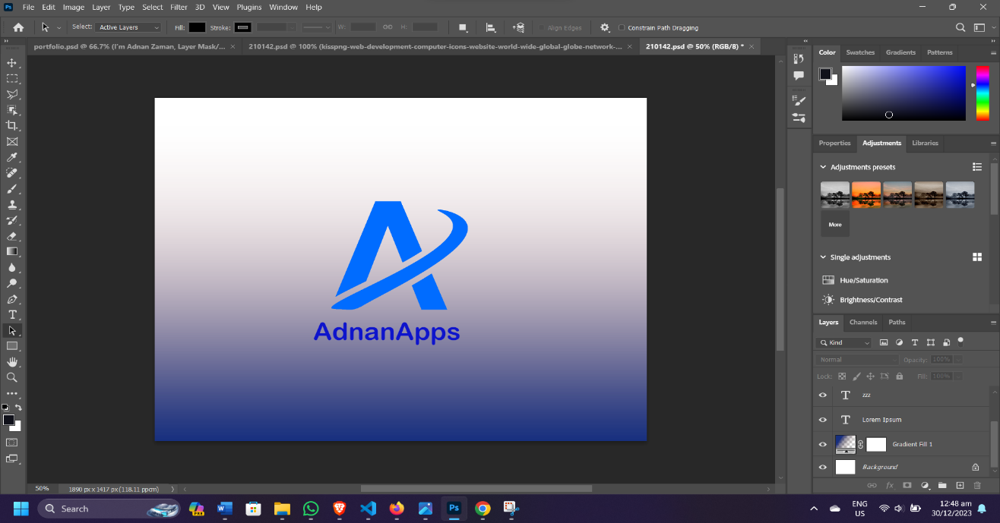 Ps File Edit Image Layer Type Select Filter 3D View Plugins Window Help
Select: Active Layers Fill: Stroke: W: H: Align Edges Constrain Path Dragging
portfolio.psd @ 66.7% (I'm Adnan Zaman, Layer Mask/... × 210142.psd @ 100% (kisspng-web-development-computer-icons-website-world-wide-global-globe-network-... × 210142.psd @ 50% (RGB/8) * ×
Color Swatches Gradients Patterns
Properties Adjustments Libraries
Adjustments presets
More
Single adjustments
Hue/Saturation
Brightness/Contrast
AdnanApps
Layers Channels Paths
Kind
Normal Opacity: 100%
Lock: Fill: 100%
T zzz
T Lorem Ipsum
Gradient Fill 1
Background
fx
50% 1890 px x 1417 px (118.11 ppcm)
Search
PRE
W
Ps
ENG
US
12:48 am
30/12/2023